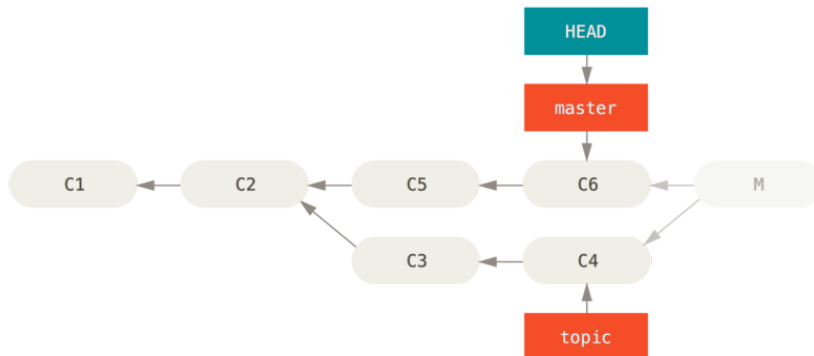 HEAD
master
C1 C2 C5 C6 M
C3 C4
topic